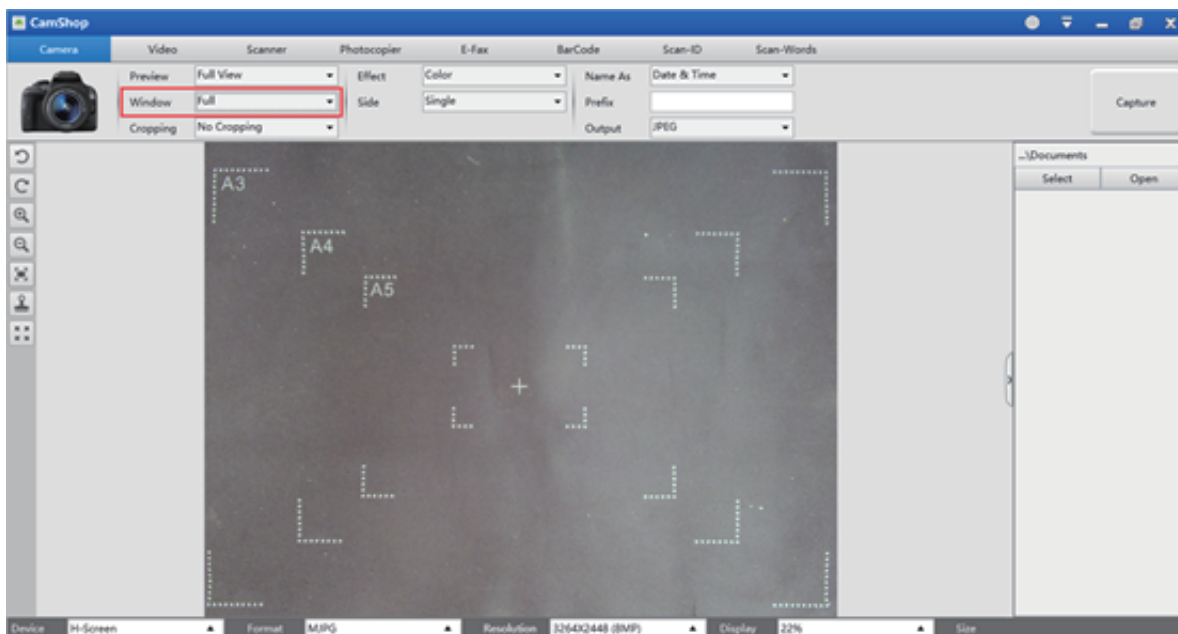 CamShop
Camera Video Scanner Photocopier E-Fax BarCode Scan-ID Scan-Words
Preview Full View Effect Color Name As Date & Time
Window Full Side Single Prefix
Capture
Cropping No Cropping Output JPEG
...\Documents
Select Open
A3
A4
A5
Device H-Screen Format MJPG Resolution 3264X2448 (8MP) Display 22% Size